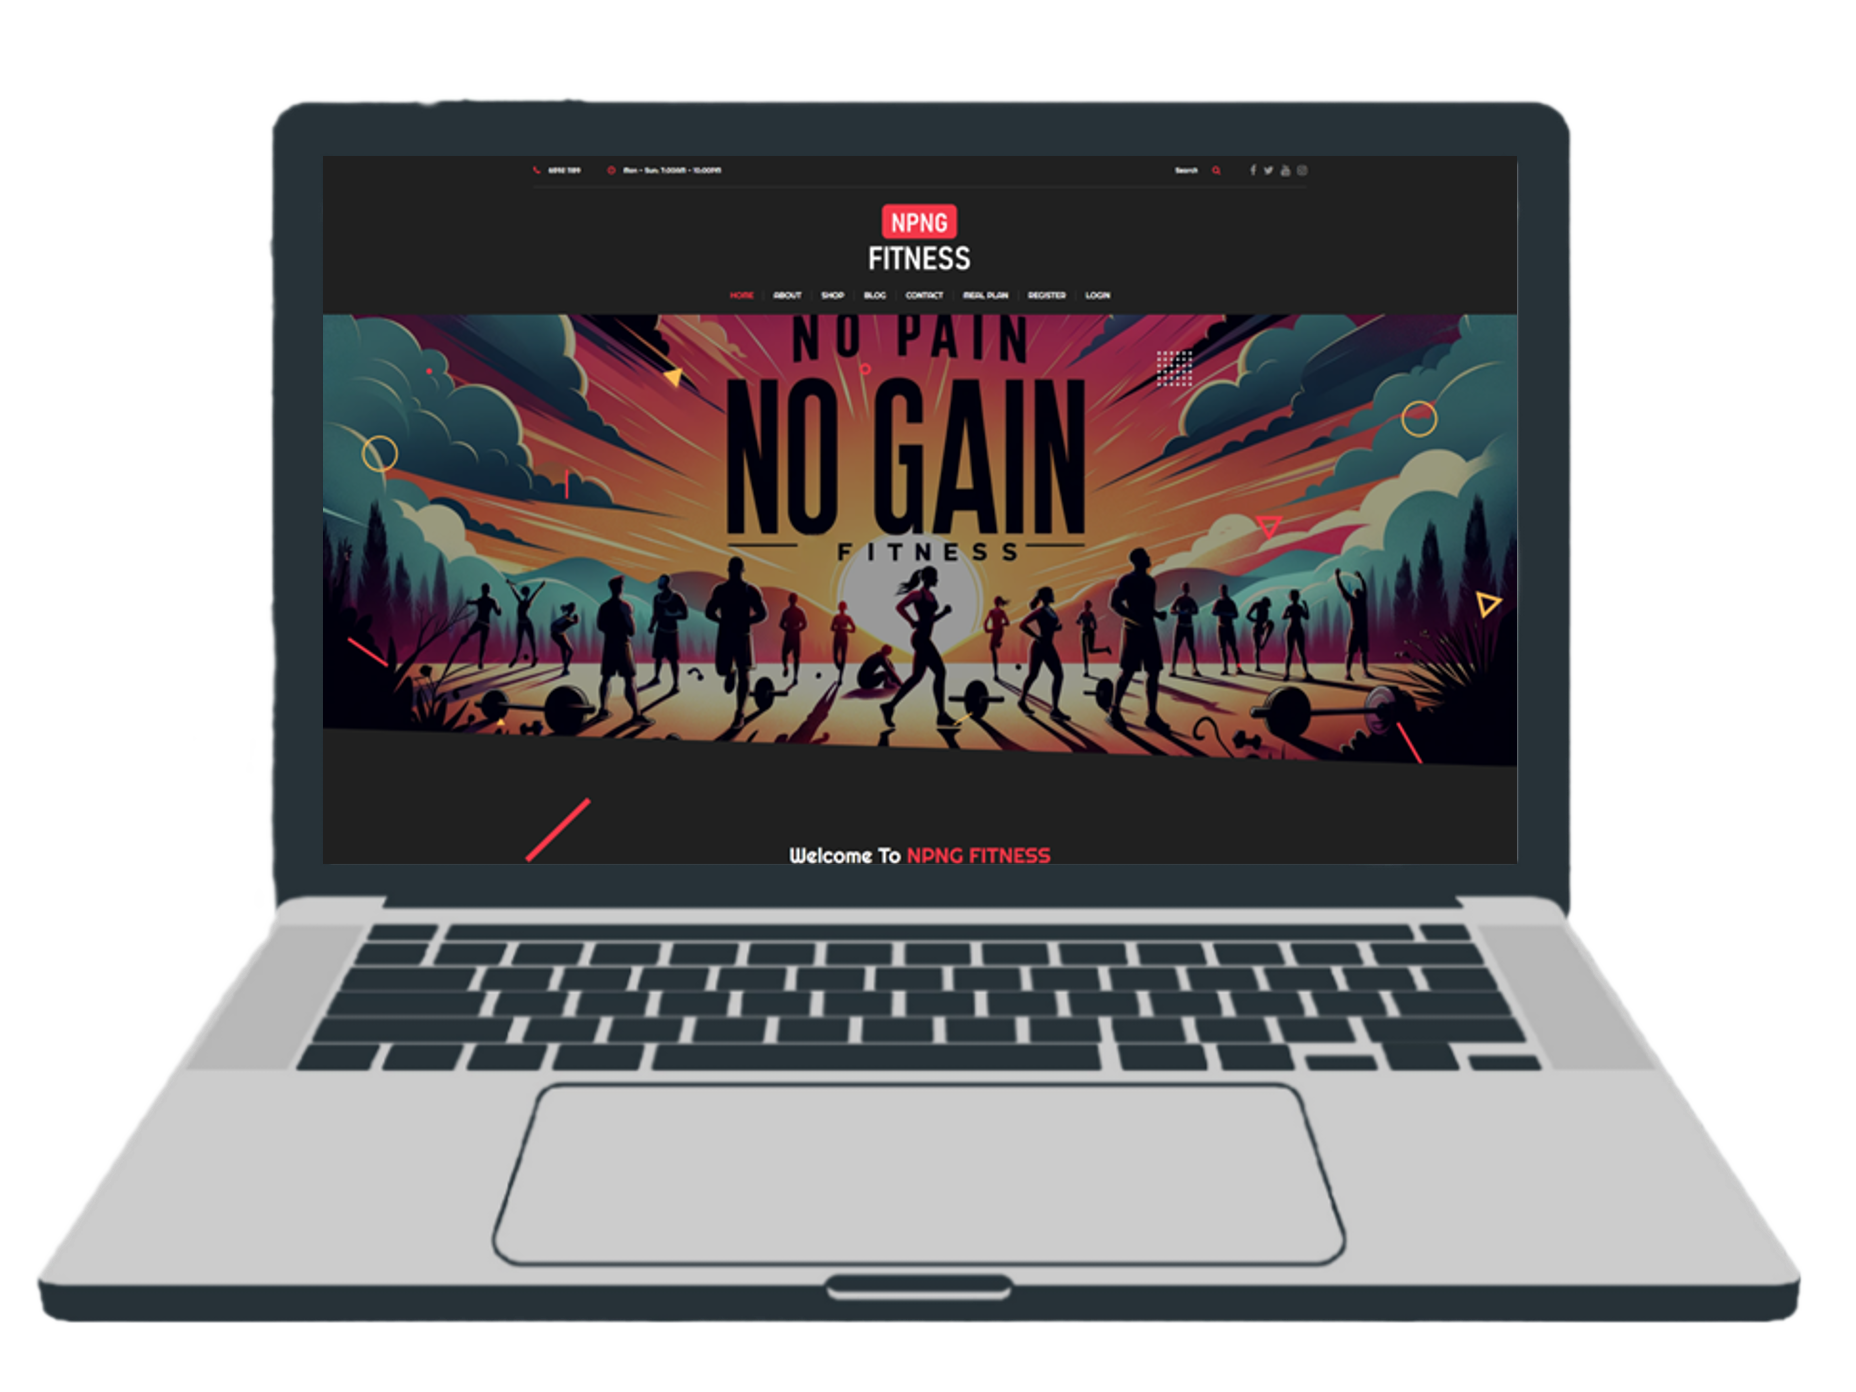 Mon - Sun: 7:00AM - 10:00PM
Search
NPNG
FITNESS
HOME ABOUT SHOP BLOG CONTACT MEAL PLAN REGISTER LOGIN
NO PAIN
NO GAIN
FITNESS
Welcome To NPNG FITNESS